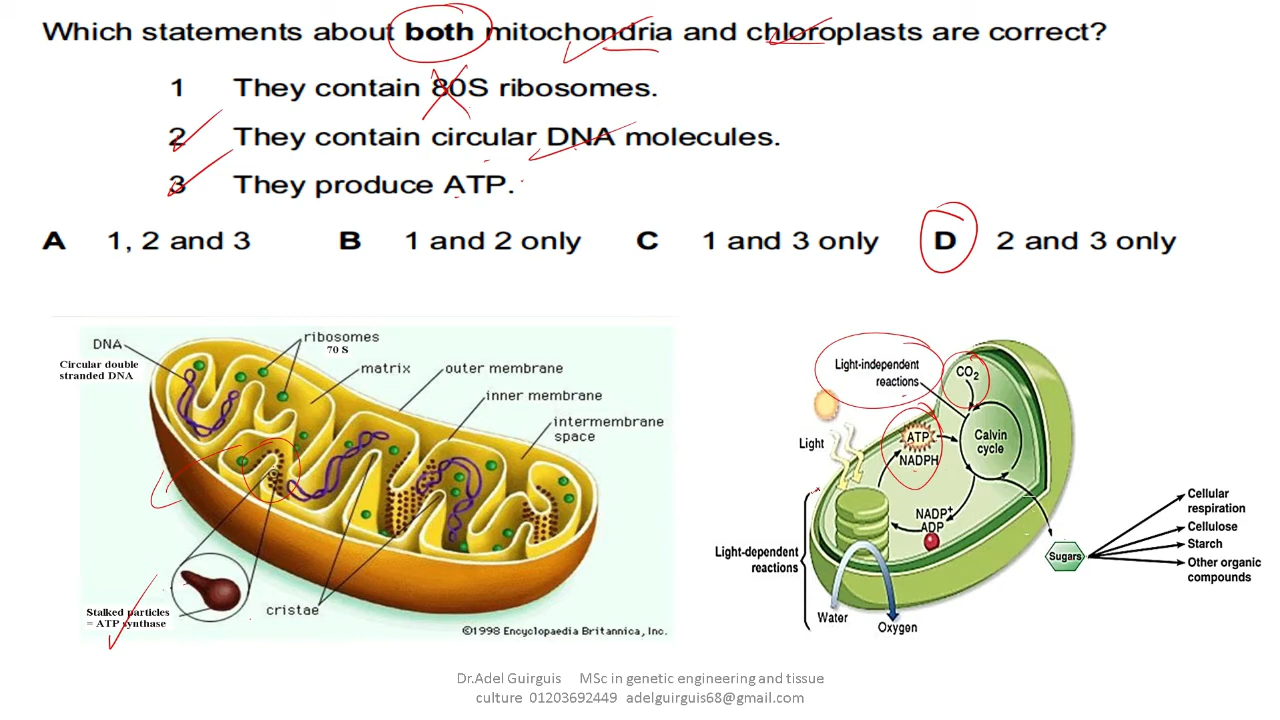 Which statements about both mitochondria and chloroplasts are correct?
1 They contain 80S ribosomes.
2 They contain circular DNA molecules.
3 They produce ATP.
A 1, 2 and 3 B 1 and 2 only C 1 and 3 only D 2 and 3 only
DNA
Circular double
stranded DNA
ribosomes
70 S
matrix
outer membrane
inner membrane
intermembrane
space
Stalked particles
= ATP synthase
cristae
©1998 Encyclopaedia Britannica, Inc.
Light-independent
reactions
CO2
Light
ATP
NADPH
Calvin
cycle
NADP+
ADP
Light-dependent
reactions
Water
Oxygen
Sugars
Cellular
respiration
Cellulose
Starch
Other organic
compounds
Dr.Adel Guirguis MSc in genetic engineering and tissue
culture 01203692449 adelguirguis68@gmail.com